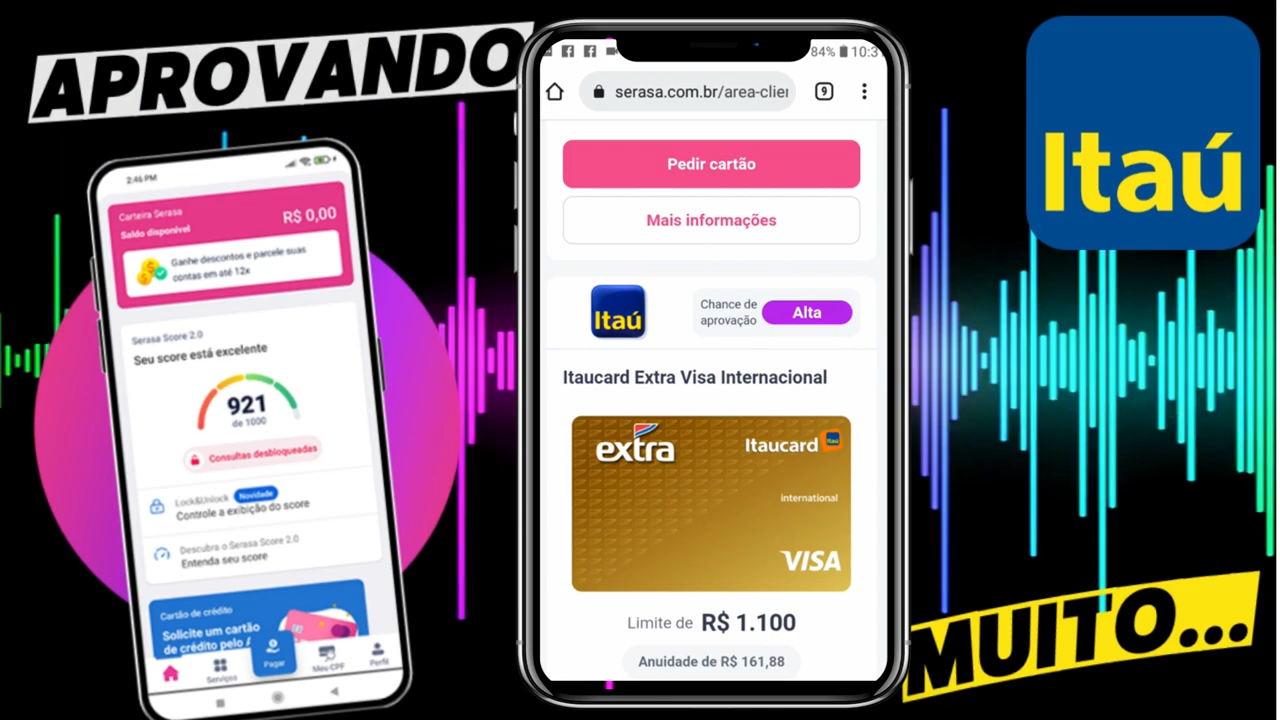 APROVANDO
2:46 PM
Carteira Serasa
Saldo disponível
R$ 0,00
Ganhe descontos e parcele suas
contas em até 12x
Serasa Score 2.0
Seu score está excelente
921
de 1000
Consultas desbloqueadas
Lock&Unlock Novidade
Controle a exibição do score
Descubra o Serasa Score 2.0
Entenda seu score
Cartão de crédito
Solicite um cartão
de crédito pelo
Serviços
Pagar
Meu CPF
Perfil
84% 10:3
serasa.com.br/area-clie
9
Pedir cartão
Mais informações
Itaú
Chance de
aprovação
Alta
Itaucard Extra Visa Internacional
extra
Itaucard Itaú
international
VISA
Limite de R$ 1.100
Anuidade de R$ 161,88
Itaú
MUITO...